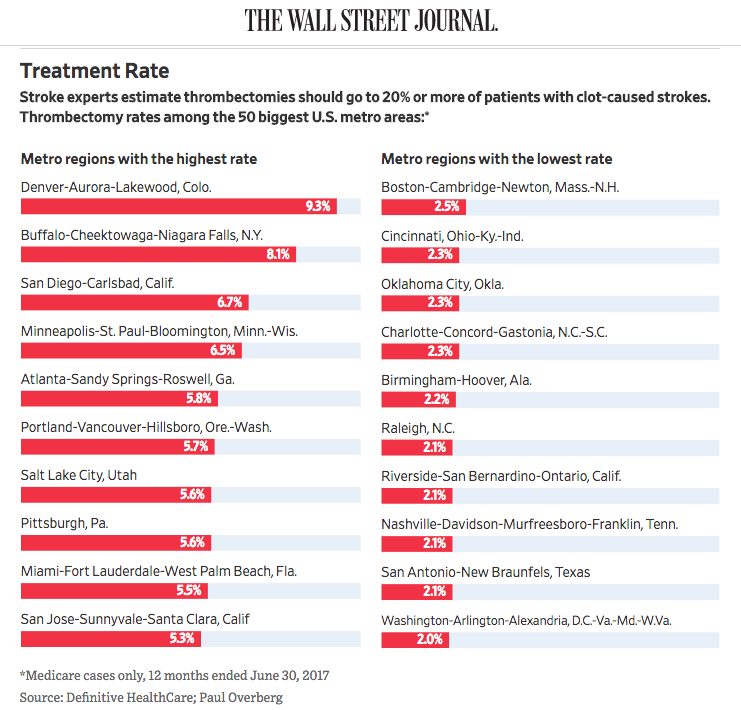 THE WALL STREET JOURNAL.
Treatment Rate
Stroke experts estimate thrombectomies should go to 20% or more of patients with clot-caused strokes.
Thrombectomy rates among the 50 biggest U.S. metro areas:*
Metro regions with the highest rate
Denver-Aurora-Lakewood, Colo.
9.3%
Buffalo-Cheektowaga-Niagara Falls, N.Y.
8.1%
San Diego-Carlsbad, Calif.
6.7%
Minneapolis-St. Paul-Bloomington, Minn.-Wis.
6.5%
Atlanta-Sandy Springs-Roswell, Ga.
5.8%
Portland-Vancouver-Hillsboro, Ore.-Wash.
5.7%
Salt Lake City, Utah
5.6%
Pittsburgh, Pa.
5.6%
Miami-Fort Lauderdale-West Palm Beach, Fla.
5.5%
San Jose-Sunnyvale-Santa Clara, Calif
5.3%
Metro regions with the lowest rate
Boston-Cambridge-Newton, Mass.-N.H.
2.5%
Cincinnati, Ohio-Ky.-Ind.
2.3%
Oklahoma City, Okla.
2.3%
Charlotte-Concord-Gastonia, N.C.-S.C.
2.3%
Birmingham-Hoover, Ala.
2.2%
Raleigh, N.C.
2.1%
Riverside-San Bernardino-Ontario, Calif.
2.1%
Nashville-Davidson-Murfreesboro-Franklin, Tenn.
2.1%
San Antonio-New Braunfels, Texas
2.1%
Washington-Arlington-Alexandria, D.C.-Va.-Md.-W.Va.
2.0%
*Medicare cases only, 12 months ended June 30, 2017
Source: Definitive HealthCare; Paul Overberg